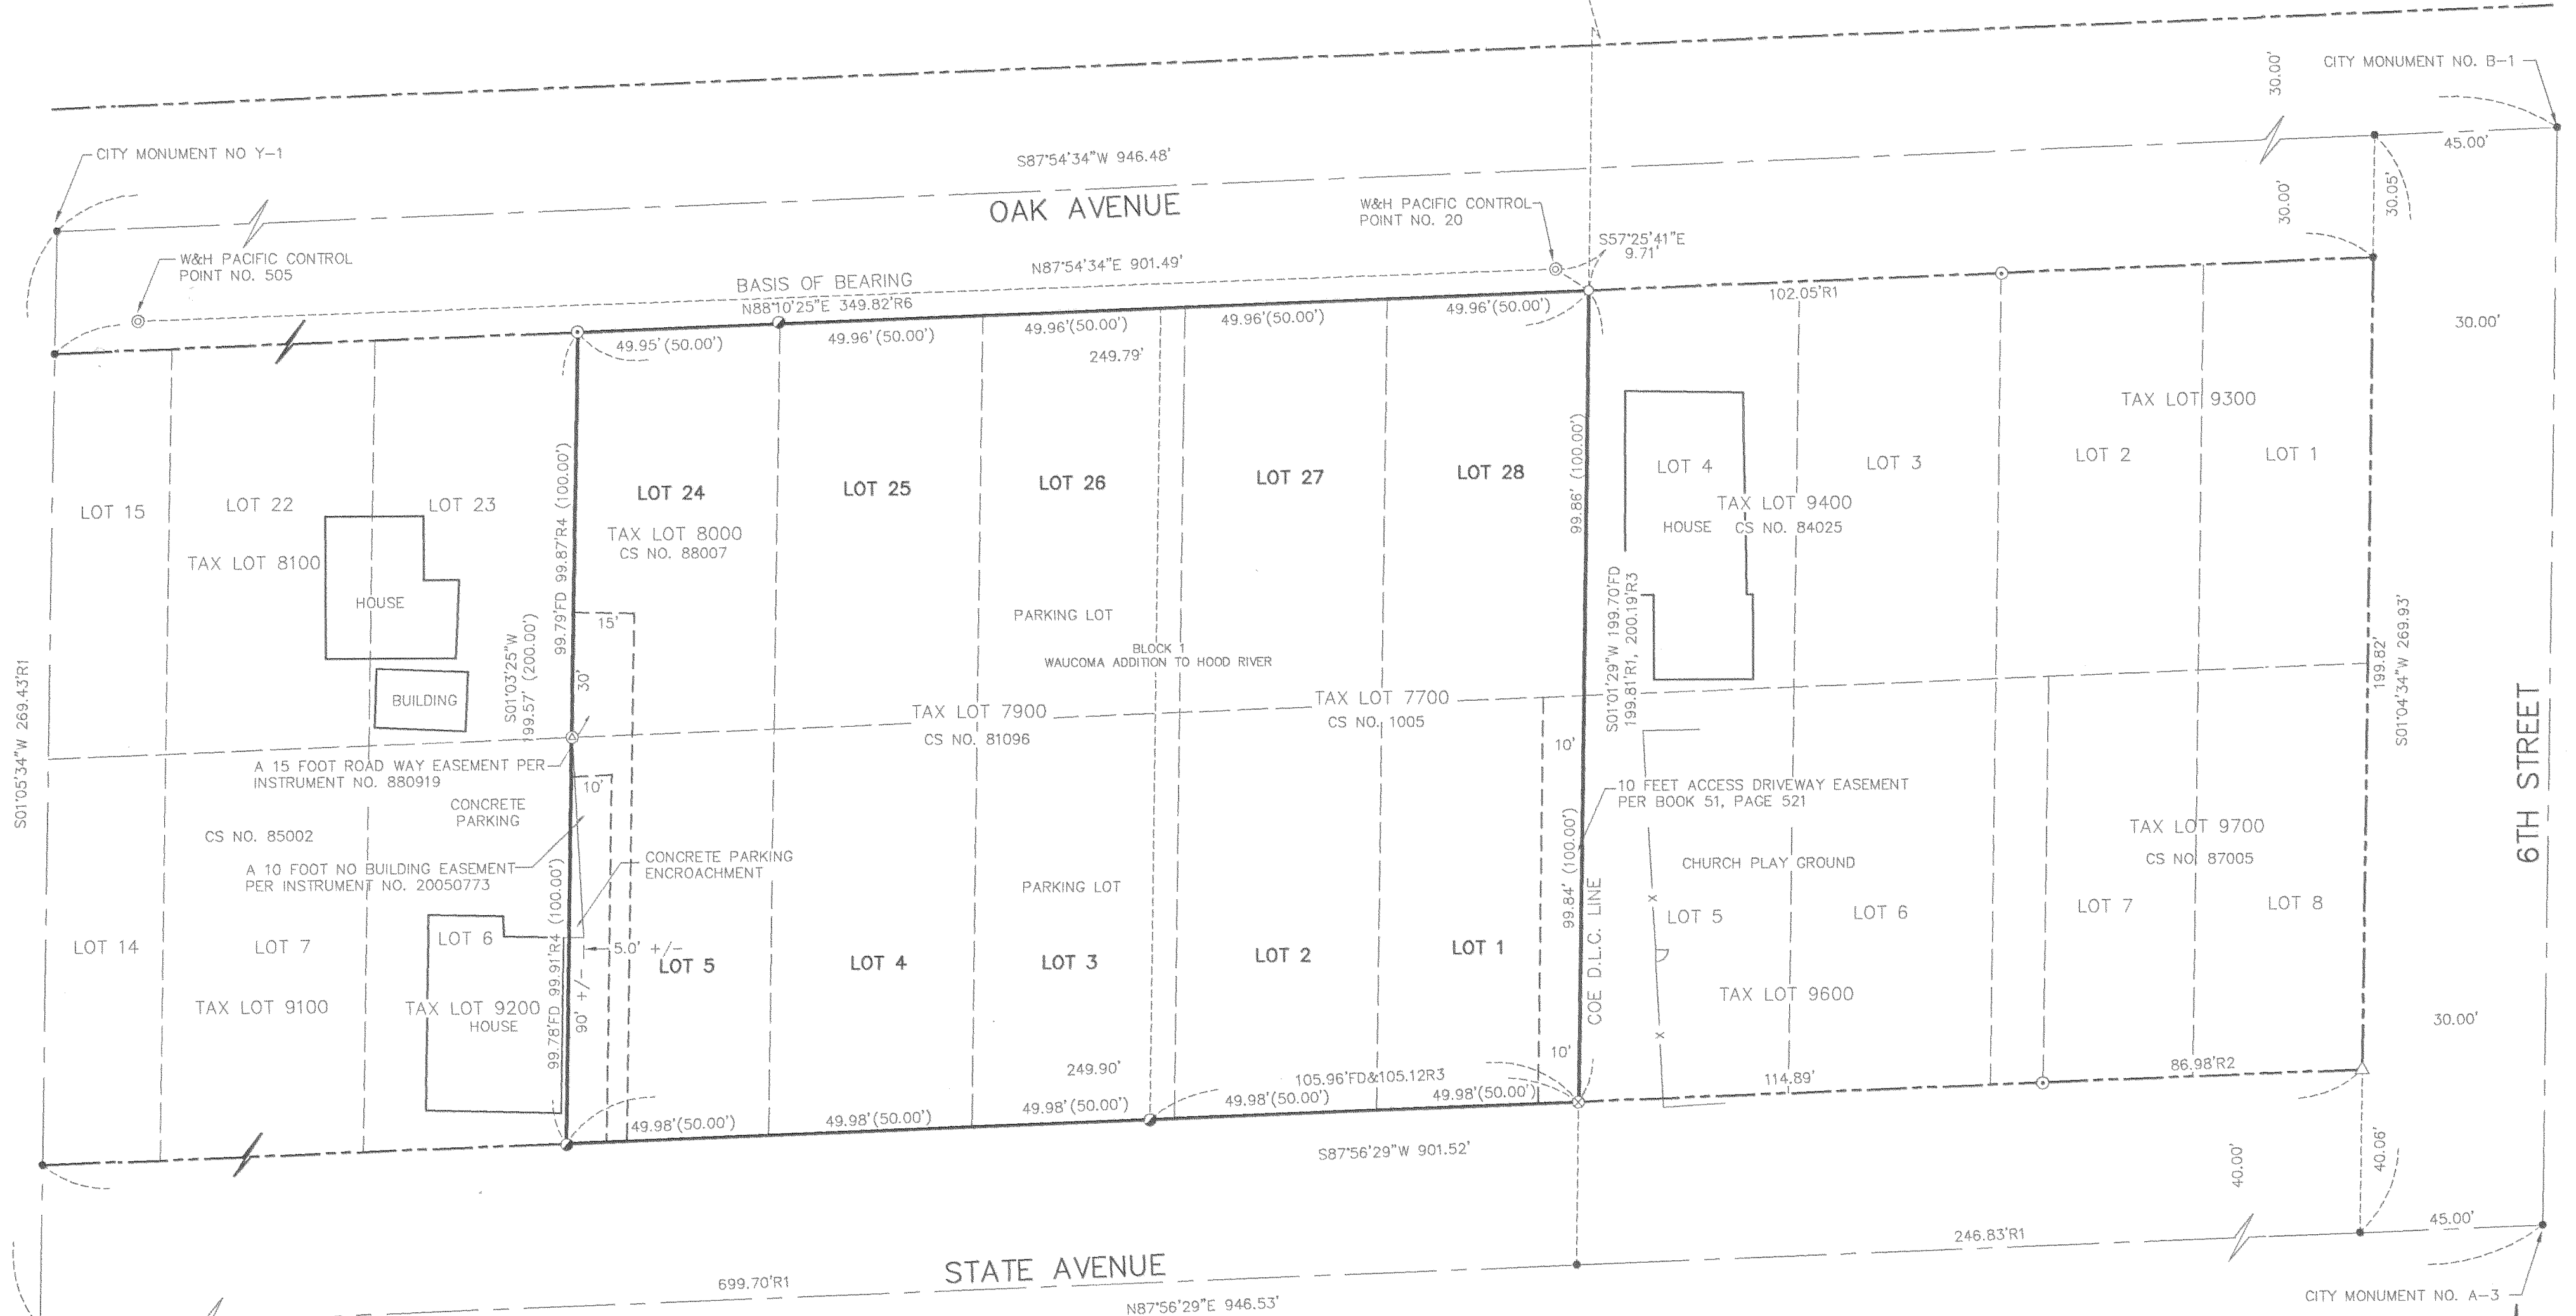 CITY MONUMENT NO. B-1
30.00'
45.00'
CITY MONUMENT NO Y-1
S87°54'34"W 946.48'
OAK AVENUE
W&H PACIFIC CONTROL
POINT NO. 20
30.00'
30.05'
S57°25'41"E
9.71'
W&H PACIFIC CONTROL
POINT NO. 505
BASIS OF BEARING
N87°54'34"E 901.49'
N88°10'25"E 349.82'R6
102.05'R1
30.00'
49.95'(50.00')
49.96'(50.00')
49.96'(50.00')
49.96'(50.00')
49.96'(50.00')
249.79'
TAX LOT 9300
LOT 15
LOT 22
LOT 23
LOT 24
LOT 25
LOT 26
LOT 27
LOT 28
LOT 4
LOT 3
LOT 2
LOT 1
99.79'FD 99.87'R4 (100.00')
99.86' (100.00')
TAX LOT 8000
CS NO. 88007
TAX LOT 9400
HOUSE
CS NO. 84025
TAX LOT 8100
HOUSE
BUILDING
S01°03'25"W
199.57' (200.00')
15'
30'
PARKING LOT
BLOCK 1
WAUCOMA ADDITION TO HOOD RIVER
S01°01'29"W 199.70'FD
199.81'R1, 200.19'R3
199.82'
S01°04'34"W 269.93'
S01°05'34"W 269.43'R1
6TH STREET
TAX LOT 7900
CS NO. 81096
TAX LOT 7700
CS NO. 1005
A 15 FOOT ROAD WAY EASEMENT PER
INSTRUMENT NO. 880919
10'
10'
10 FEET ACCESS DRIVEWAY EASEMENT
PER BOOK 51, PAGE 521
CONCRETE
PARKING
CS NO. 85002
TAX LOT 9700
CS NO. 87005
A 10 FOOT NO BUILDING EASEMENT
PER INSTRUMENT NO. 20050773
CONCRETE PARKING
ENCROACHMENT
PARKING LOT
CHURCH PLAY GROUND
99.84' (100.00')
COE D.L.C. LINE
X
X
LOT 14
LOT 7
LOT 6
5.0' +/-
LOT 5
LOT 4
LOT 3
LOT 2
LOT 1
LOT 5
LOT 6
LOT 7
LOT 8
TAX LOT 9100
TAX LOT 9200
HOUSE
99.78'FD 99.91'R4 (100.00')
90' +/-
TAX LOT 9600
30.00'
10'
249.90'
105.96'FD&105.12R3
114.89'
86.98'R2
49.98'(50.00')
49.98'(50.00')
49.98'(50.00')
49.98'(50.00')
49.98'(50.00')
S87°56'29"W 901.52'
40.00'
40.06'
246.83'R1
45.00'
STATE AVENUE
699.70'R1
N87°56'29"E 946.53'
CITY MONUMENT NO. A-3